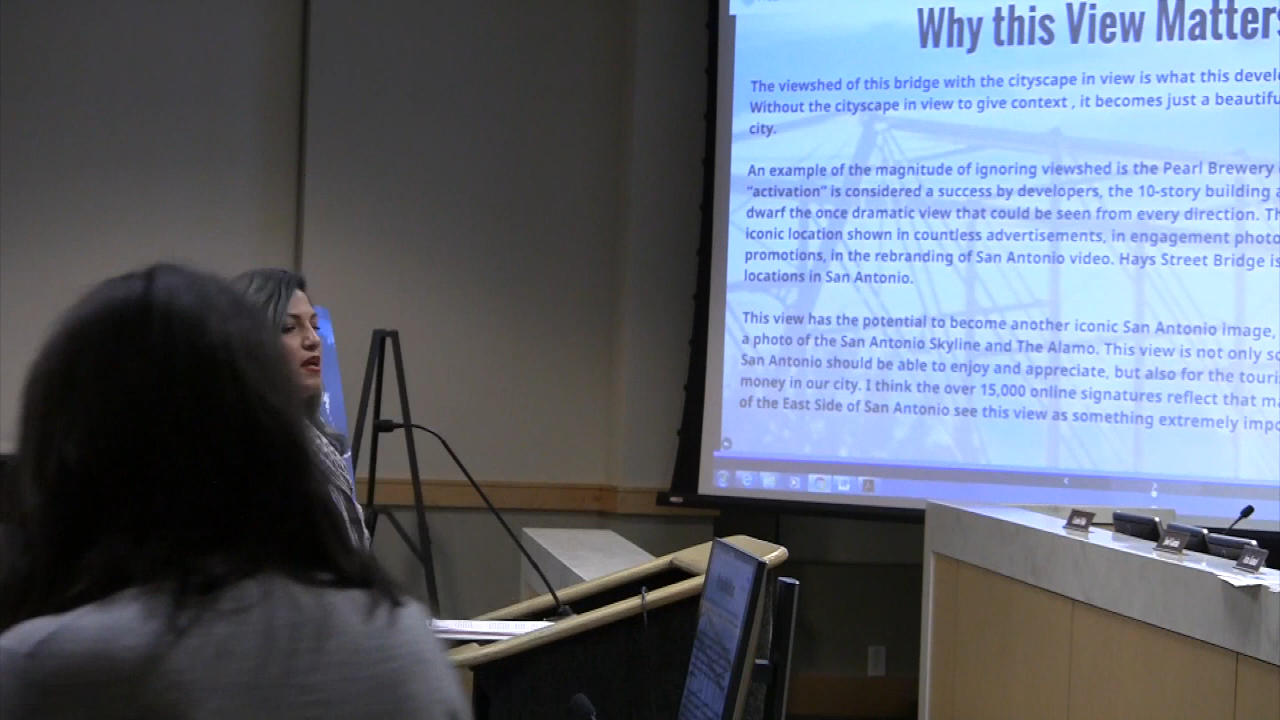 Why this View Matters
The viewshed of this bridge with the cityscape in view is what this devel
Without the cityscape in view to give context , it becomes just a beautifu
city.
An example of the magnitude of ignoring viewshed is the Pearl Brewery
"activation" is considered a success by developers, the 10-story building a
dwarf the once dramatic view that could be seen from every direction. Th
iconic location shown in countless advertisements, in engagement photo
promotions, in the rebranding of San Antonio video. Hays Street Bridge is
locations in San Antonio.
This view has the potential to become another iconic San Antonio image,
a photo of the San Antonio Skyline and The Alamo. This view is not only so
San Antonio should be able to enjoy and appreciate, but also for the touri
money in our city. I think the over 15,000 online signatures reflect that ma
of the East Side of San Antonio see this view as something extremely impo